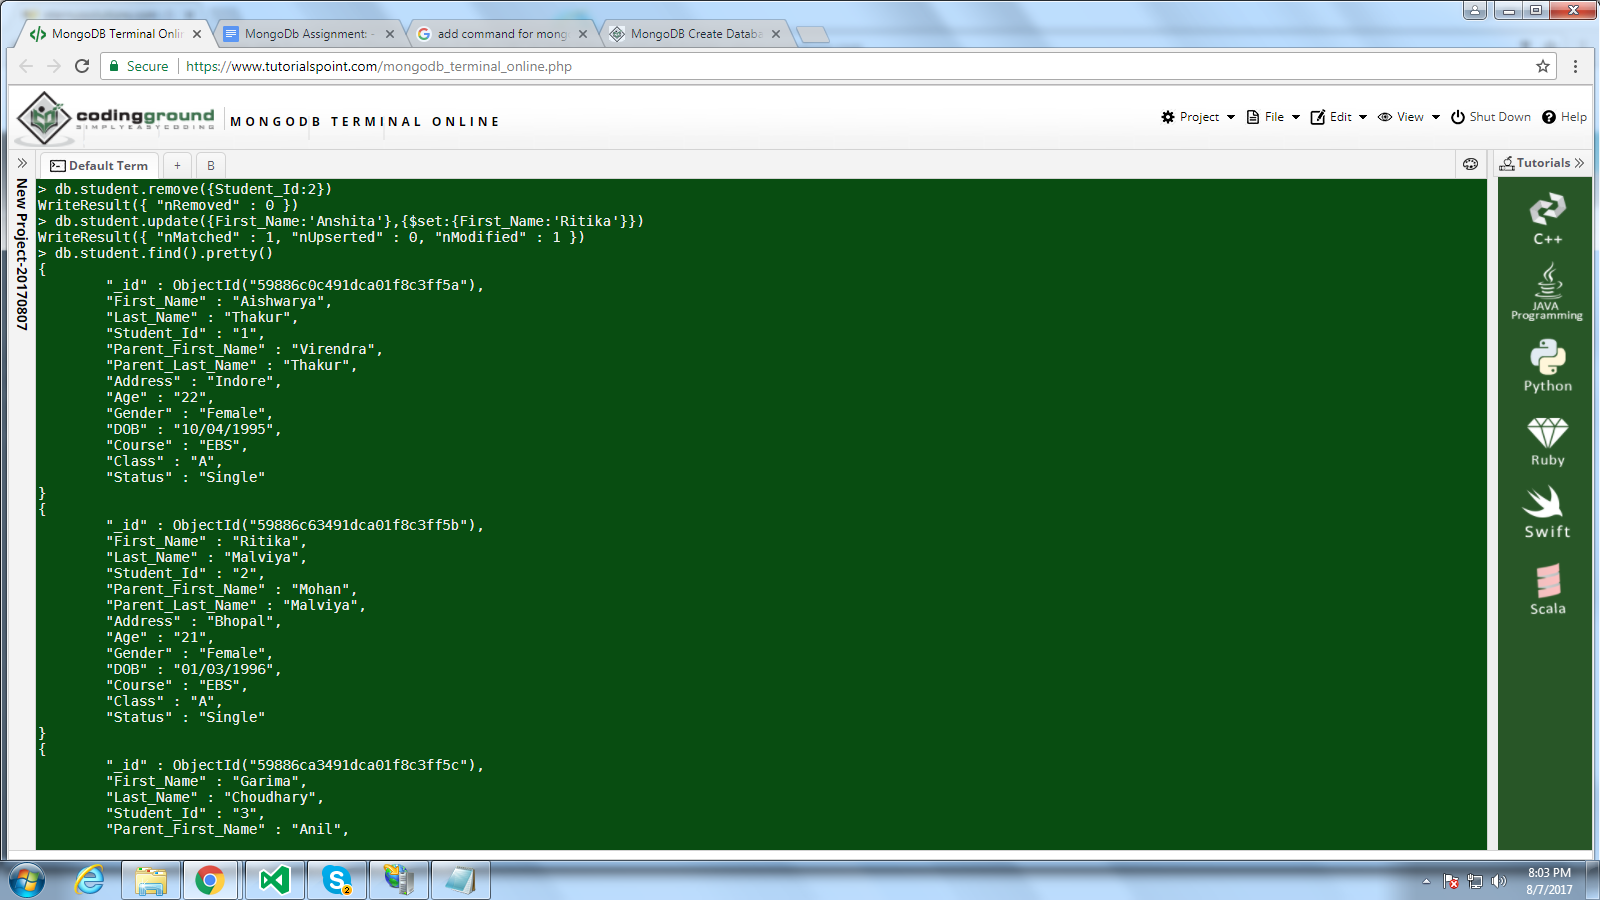 MongoDB Terminal Onli
MongoDb Assignment: -
add command for mong
MongoDB Create Databa
Secure
https://www.tutorialspoint.com/mongodb_terminal_online.php
codingground
SIMPLYEASYCODING
MONGODB TERMINAL ONLINE
Project
File
Edit
View
Shut Down
Help
Default Term
+
B
Tutorials
New Project-20170807
> db.student.remove({Student_Id:2})
WriteResult({ "nRemoved" : 0 })
> db.student.update({First_Name:'Anshita'},{$set:{First_Name:'Ritika'}})
WriteResult({ "nMatched" : 1, "nUpserted" : 0, "nModified" : 1 })
> db.student.find().pretty()
{
"_id" : ObjectId("59886c0c491dca01f8c3ff5a"),
"First_Name" : "Aishwarya",
"Last_Name" : "Thakur",
"Student_Id" : "1",
"Parent_First_Name" : "Virendra",
"Parent_Last_Name" : "Thakur",
"Address" : "Indore",
"Age" : "22",
"Gender" : "Female",
"DOB" : "10/04/1995",
"Course" : "EBS",
"Class" : "A",
"Status" : "Single"
}
{
"_id" : ObjectId("59886c63491dca01f8c3ff5b"),
"First_Name" : "Ritika",
"Last_Name" : "Malviya",
"Student_Id" : "2",
"Parent_First_Name" : "Mohan",
"Parent_Last_Name" : "Malviya",
"Address" : "Bhopal",
"Age" : "21",
"Gender" : "Female",
"DOB" : "01/03/1996",
"Course" : "EBS",
"Class" : "A",
"Status" : "Single"
}
{
"_id" : ObjectId("59886ca3491dca01f8c3ff5c"),
"First_Name" : "Garima",
"Last_Name" : "Choudhary",
"Student_Id" : "3",
"Parent_First_Name" : "Anil",
C++
JAVA
Programming
Python
Ruby
Swift
Scala
2
8:03 PM
8/7/2017